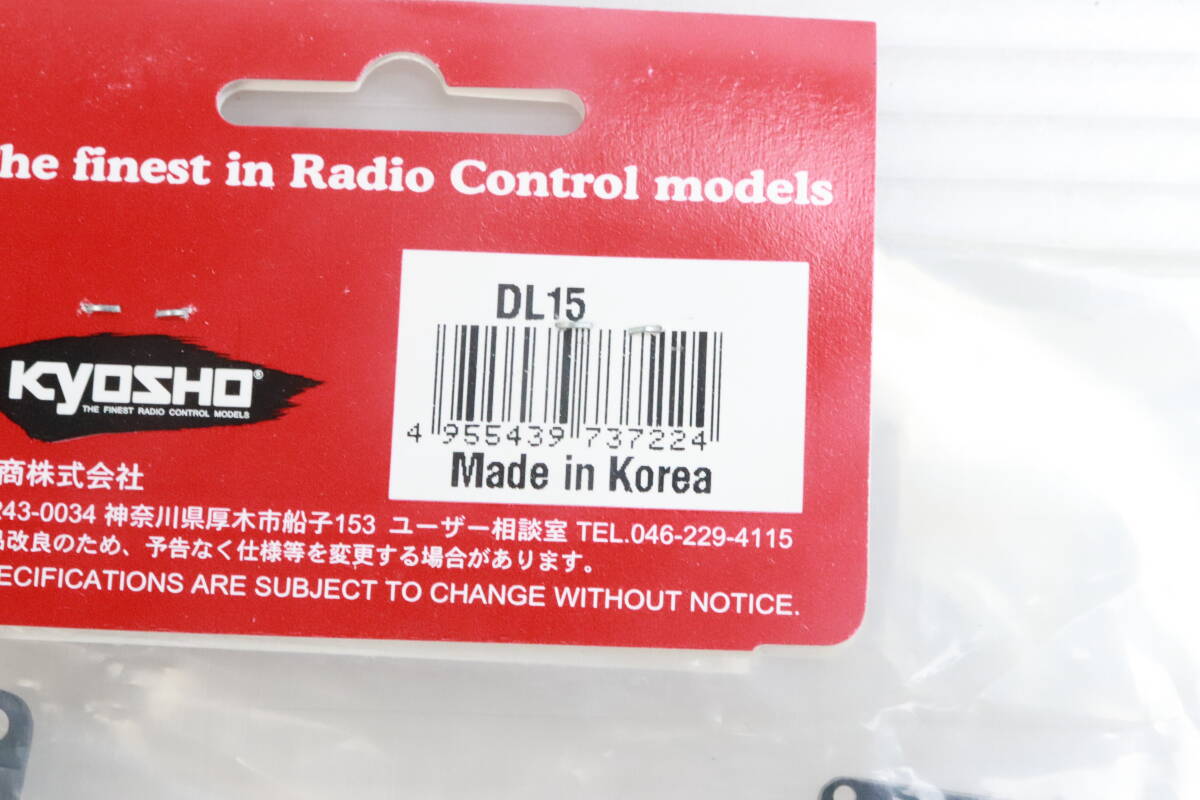 he finest in Radio Control models
DL15
4 955439 737224
Made in Korea
KYOSHO®
THE FINEST RADIO CONTROL MODELS
商株式会社
243-0034 神奈川県厚木市船子153 ユーザー相談室 TEL.046-229-4115
改良のため、予告なく仕様等を変更する場合があります。
ECIFICATIONS ARE SUBJECT TO CHANGE WITHOUT NOTICE.